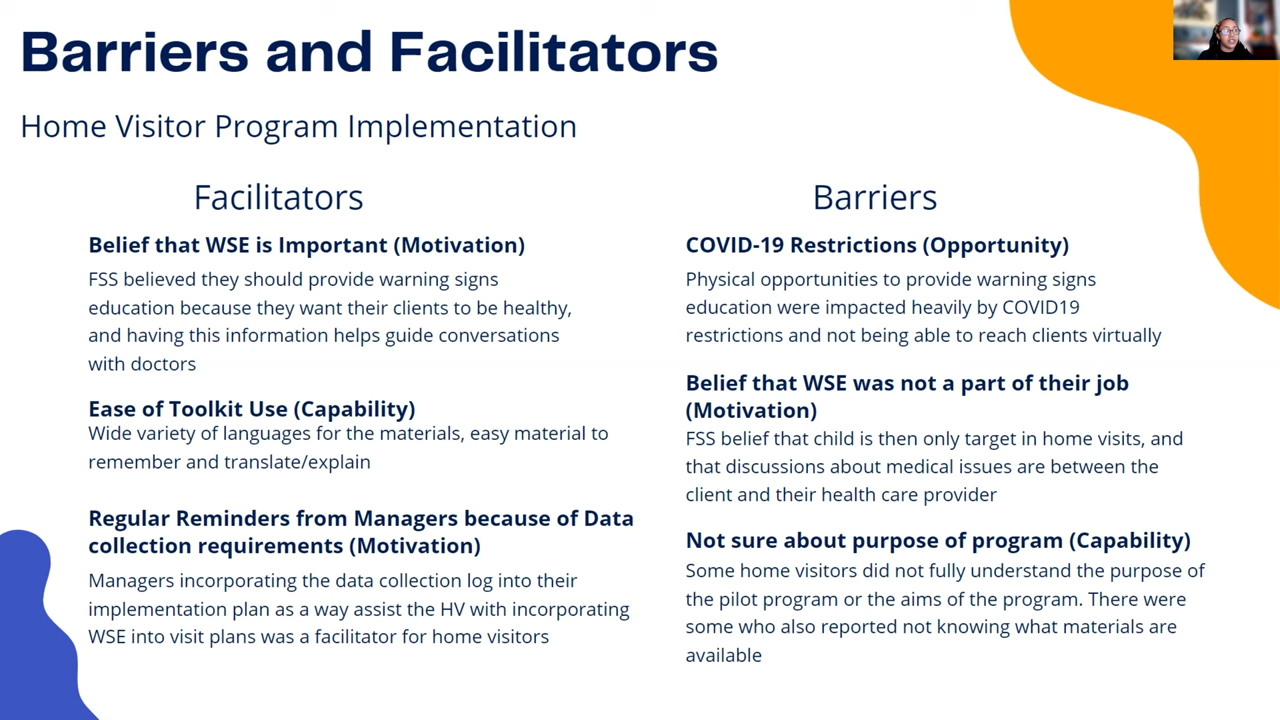 Barriers and Facilitators
Home Visitor Program Implementation
Facilitators
Belief that WSE is Important (Motivation)
FSS believed they should provide warning signs
education because they want their clients to be healthy,
and having this information helps guide conversations
with doctors
Ease of Toolkit Use (Capability)
Wide variety of languages for the materials, easy material to
remember and translate/explain
Regular Reminders from Managers because of Data
collection requirements (Motivation)
Managers incorporating the data collection log into their
implementation plan as a way assist the HV with incorporating
WSE into visit plans was a facilitator for home visitors
Barriers
COVID-19 Restrictions (Opportunity)
Physical opportunities to provide warning signs
education were impacted heavily by COVID19
restrictions and not being able to reach clients virtually
Belief that WSE was not a part of their job
(Motivation)
FSS belief that child is then only target in home visits, and
that discussions about medical issues are between the
client and their health care provider
Not sure about purpose of program (Capability)
Some home visitors did not fully understand the purpose of
the pilot program or the aims of the program. There were
some who also reported not knowing what materials are
available